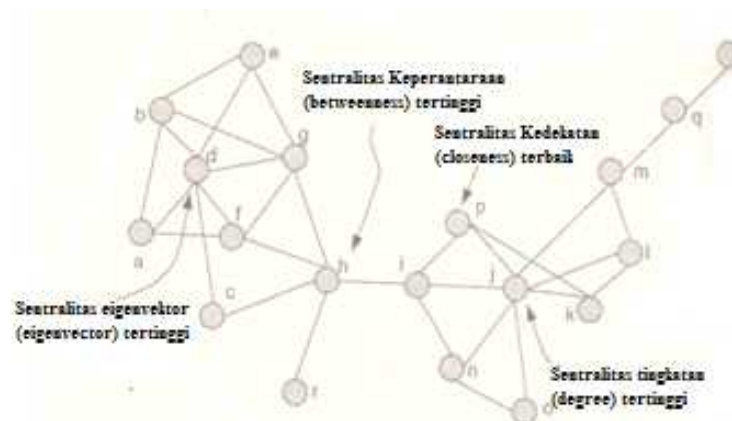 e
Sentralitas Keperantaraan
(betweenness) tertinggi
b
q
g
Sentralitas Kedekatan
(closeness) terbaik
d
m
p
f
a
h
i
j
l
c
k
Sentralitas eigenvektor
(eigenvector) tertinggi
n
Sentralitas tingkatan
(degree) tertinggi
r
o